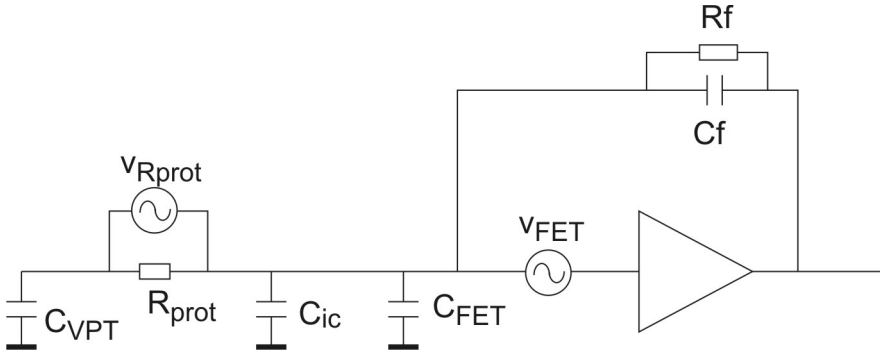 Rf
Cf
vRprot
vFET
CVPT
Rprot
Cic
CFET